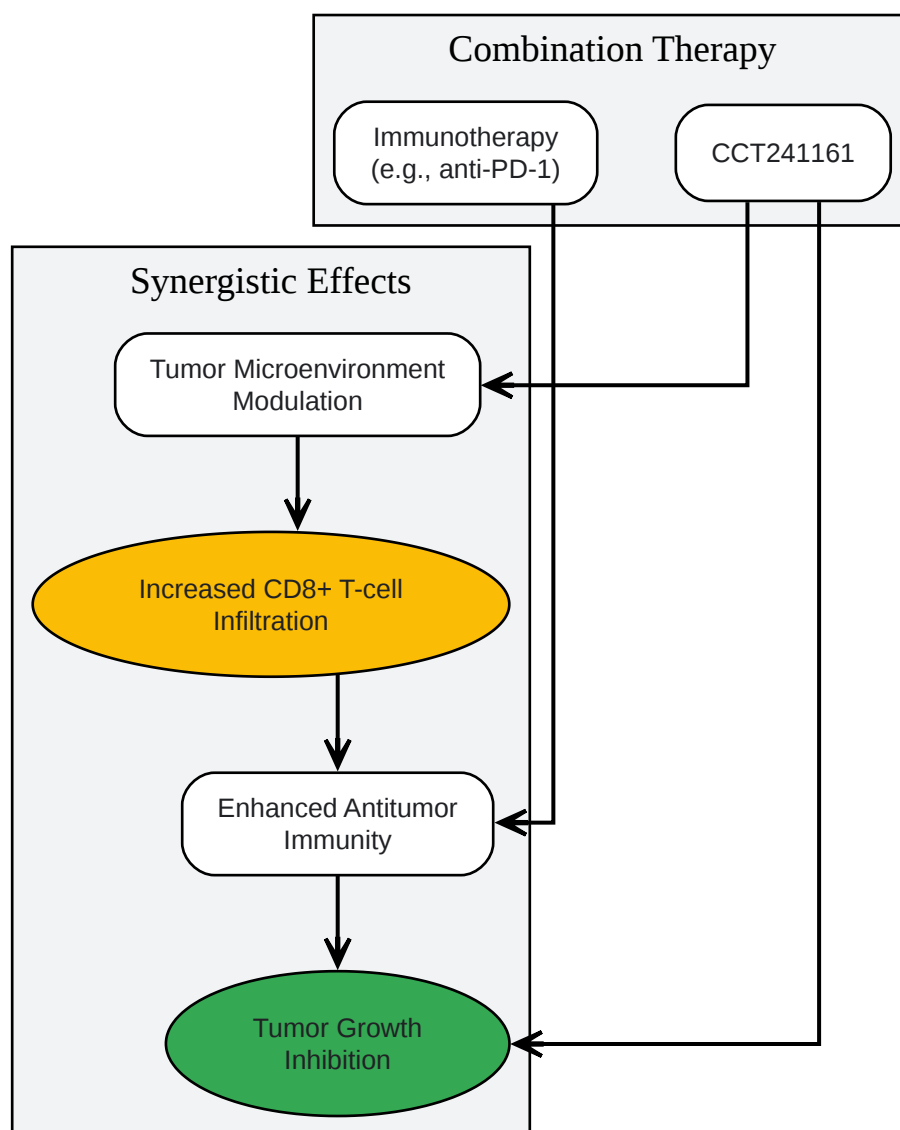 Combination Therapy
Immunotherapy
(e.g., anti-PD-1)
CCT241161
Synergistic Effects
Tumor Microenvironment
Modulation
Increased CD8+ T-cell
Infiltration
Enhanced Antitumor
Immunity
Tumor Growth
Inhibition